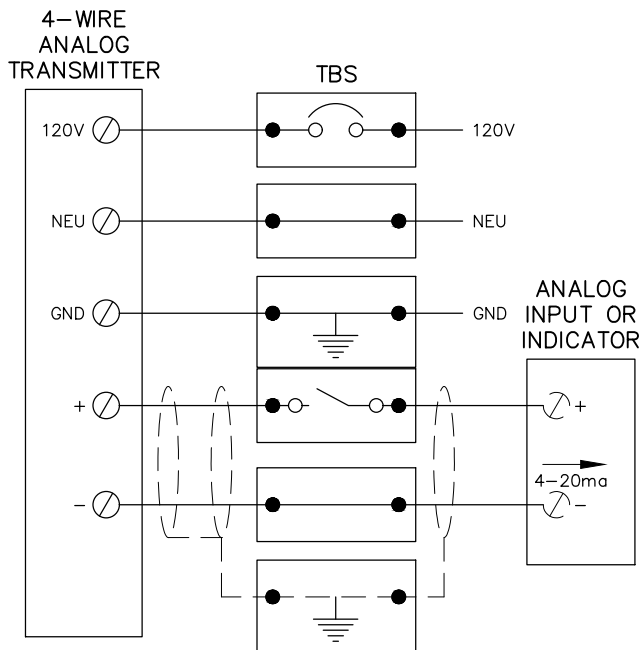 4-WIRE
ANALOG
TRANSMITTER
TBS
120V
120V
NEU
NEU
GND
GND
ANALOG
INPUT OR
INDICATOR
+
+
4-20ma
-
-